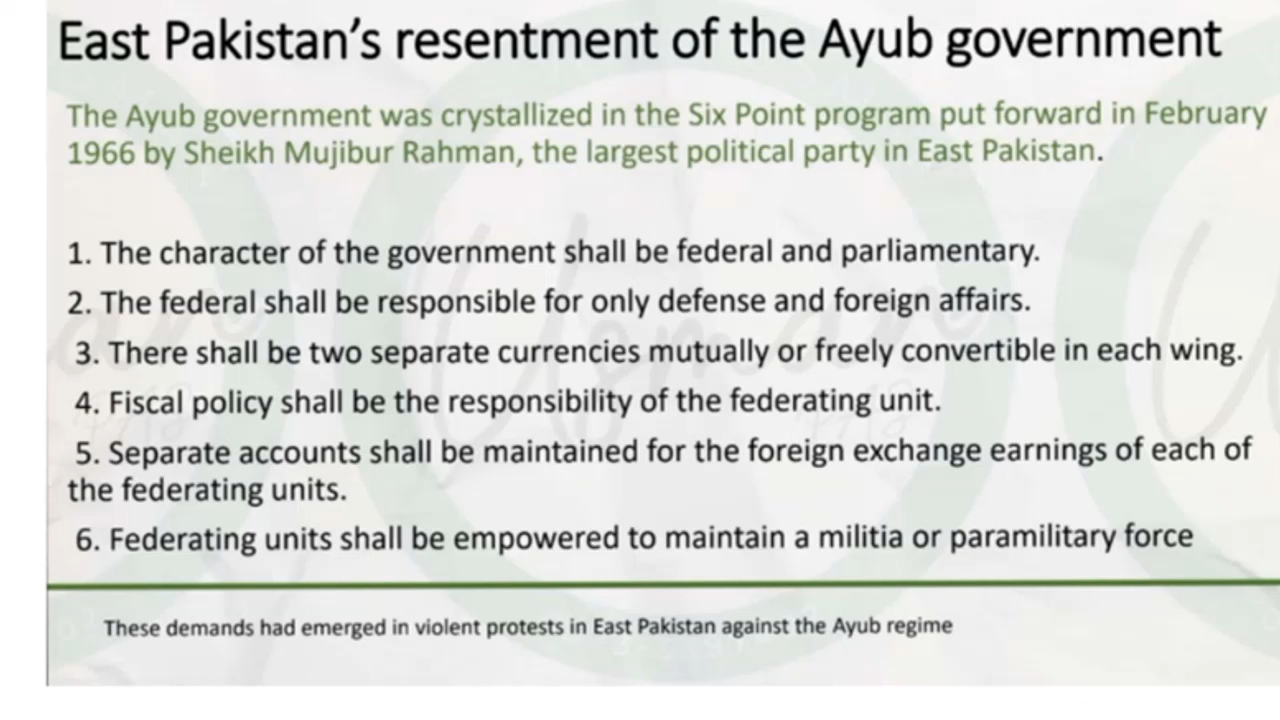 East Pakistan's resentment of the Ayub government
The Ayub government was crystallized in the Six Point program put forward in February
1966 by Sheikh Mujibur Rahman, the largest political party in East Pakistan.
1. The character of the government shall be federal and parliamentary.
2. The federal shall be responsible for only defense and foreign affairs.
3. There shall be two separate currencies mutually or freely convertible in each wing.
4. Fiscal policy shall be the responsibility of the federating unit.
5. Separate accounts shall be maintained for the foreign exchange earnings of each of
the federating units.
6. Federating units shall be empowered to maintain a militia or paramilitary force
These demands had emerged in violent protests in East Pakistan against the Ayub regime